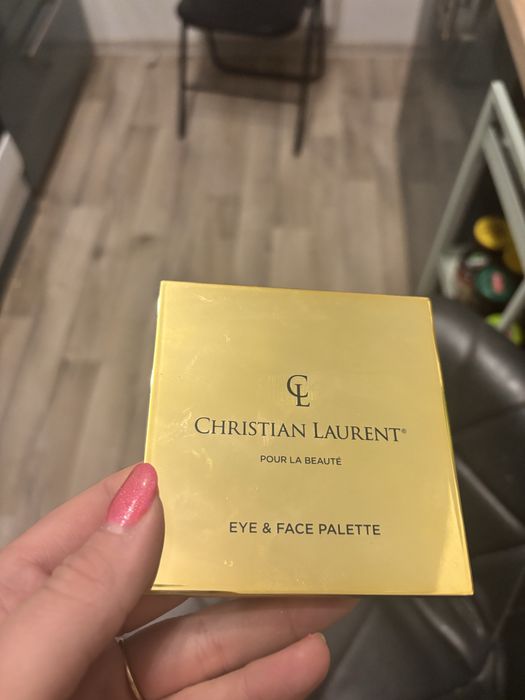 CL
CHRISTIAN LAURENT®
POUR LA BEAUTÉ
EYE & FACE PALETTE